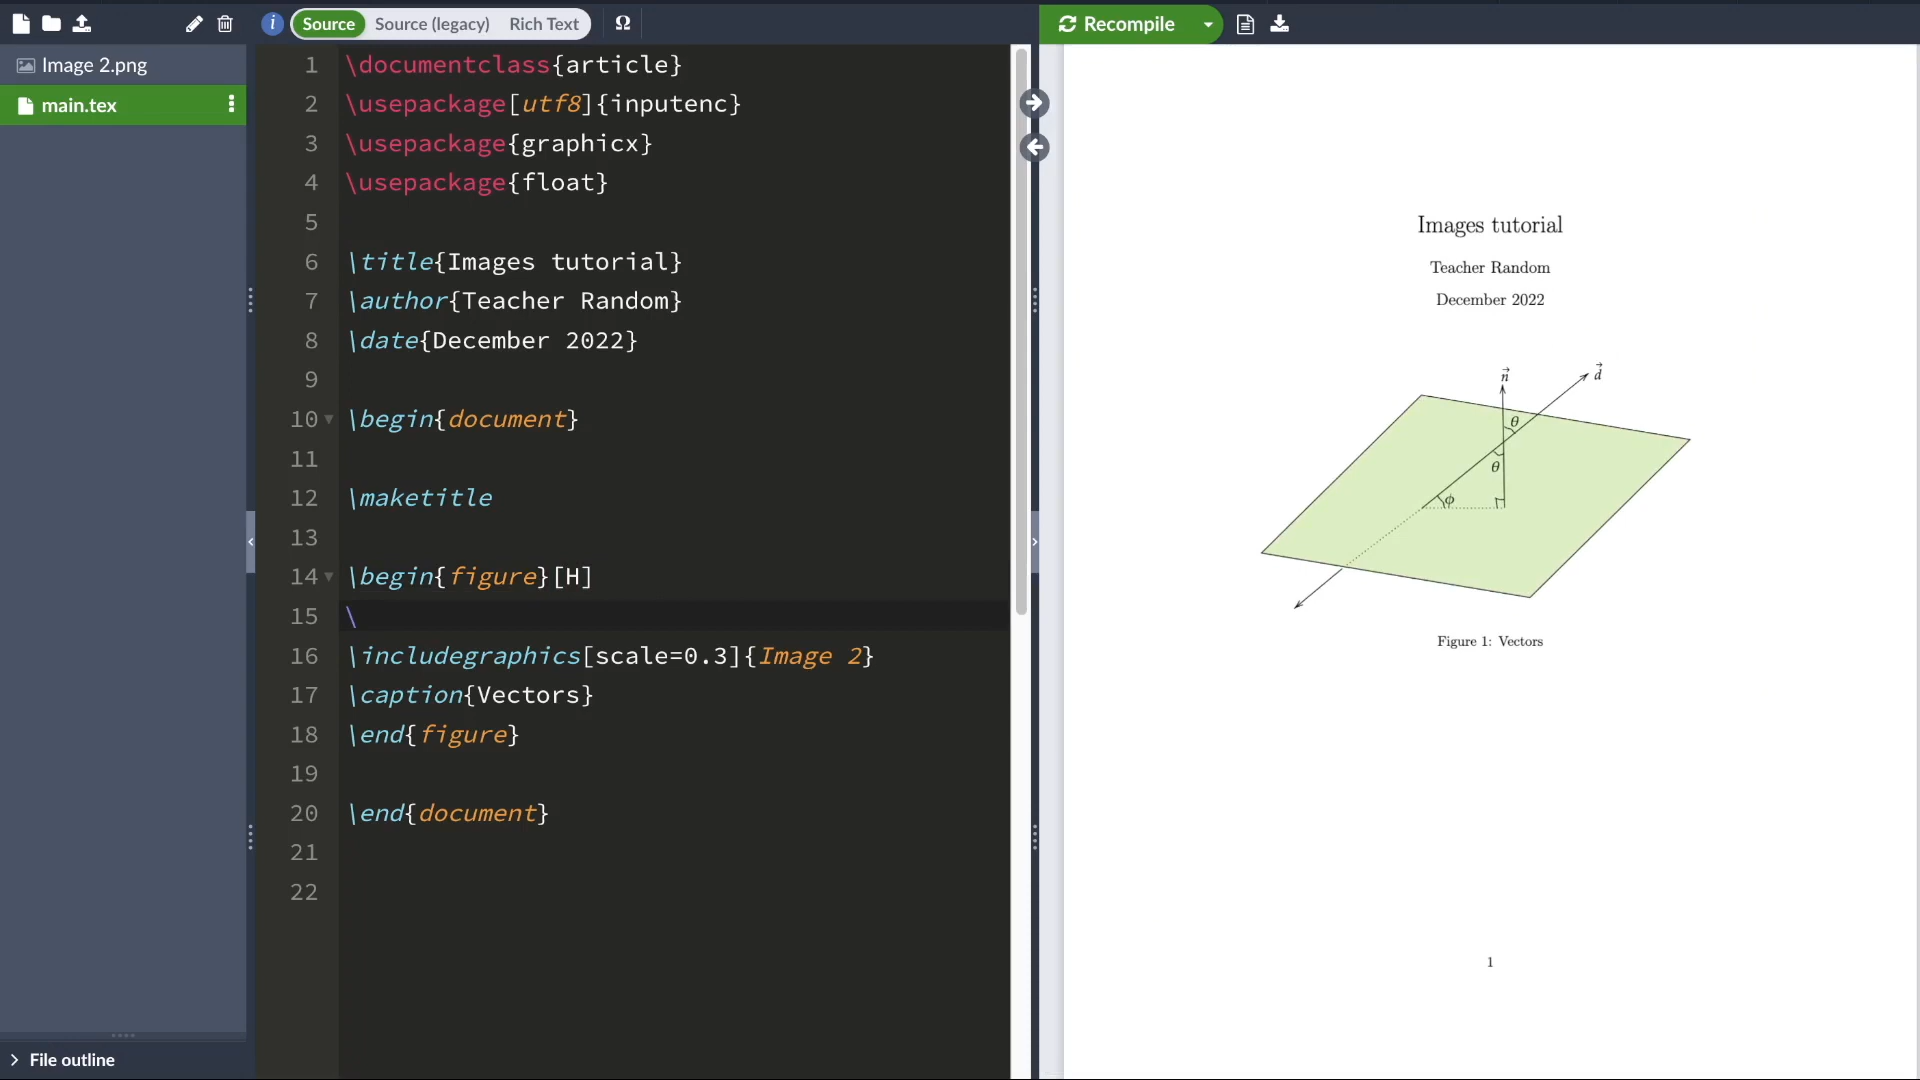 i Source Source (legacy) Rich Text Ω
Recompile
Image 2.png
main.tex
File outline
1 \documentclass{article}
2 \usepackage[utf8]{inputenc}
3 \usepackage{graphicx}
4 \usepackage{float}
5
6 \title{Images tutorial}
7 \author{Teacher Random}
8 \date{December 2022}
9
10 \begin{document}
11
12 \maketitle
13
14 \begin{figure}[H]
15 \
16 \includegraphics[scale=0.3]{Image 2}
17 \caption{Vectors}
18 \end{figure}
19
20 \end{document}
21
22
Images tutorial
Teacher Random
December 2022
n⃗ d⃗
θ
θ
ϕ
Figure 1: Vectors
1